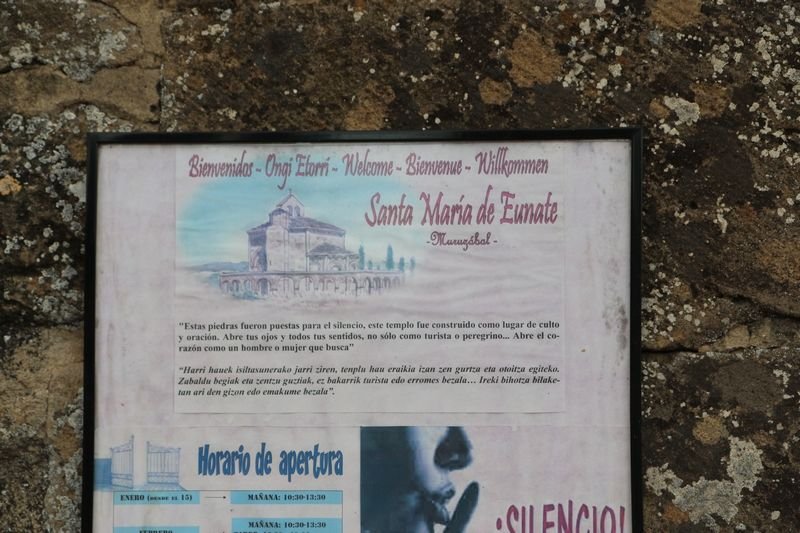 Bienvenidos - Ongi Etorri - Welcome - Bienvenue - Willkommen
Santa María de Eunate
- Muruzábal -
"Estas piedras fueron puestas para el silencio, este templo fue construido como lugar de culto
y oración. Abre tus ojos y todos tus sentidos, no sólo como turista o peregrino... Abre el co-
razón como un hombre o mujer que busca"
"Harri hauek isiltasunerako jarri ziren, tenplu hau eraikia izan zen gurtza eta otoitza egiteko.
Zabaldu begiak eta zentzu guztiak, ez bakarrik turista edo erromes bezala... Ireki bihotza bilake-
tan ari den gizon edo emakume bezala".
Horario de apertura
ENERO (DESDE EL 15)
MAÑANA: 10:30-13:30
FEBRERO
MAÑANA: 10:30-13:30
¡SILENCIO!